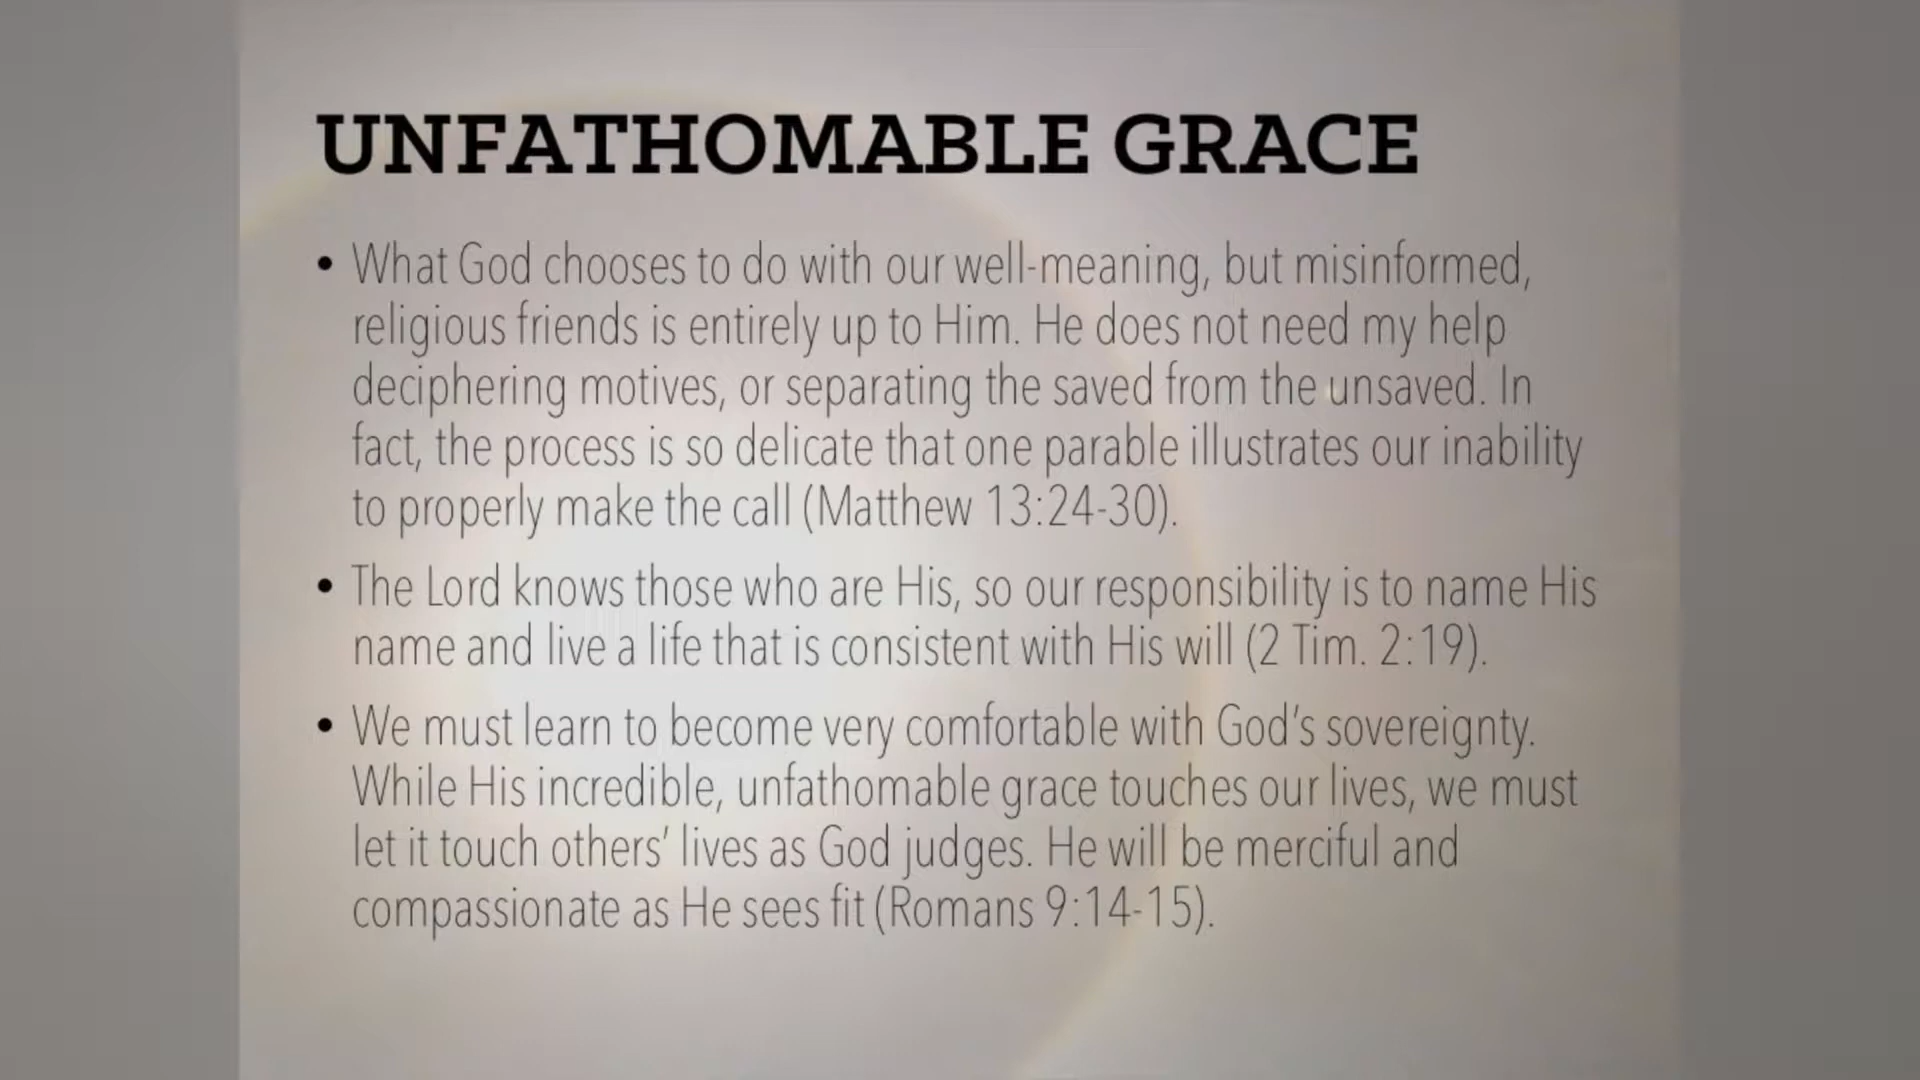 UNFATHOMABLE GRACE
• What God chooses to do with our well-meaning, but misinformed,
religious friends is entirely up to Him. He does not need my help
deciphering motives, or separating the saved from the unsaved. In
fact, the process is so delicate that one parable illustrates our inability
to properly make the call (Matthew 13:24-30).
• The Lord knows those who are His, so our responsibility is to name His
name and live a life that is consistent with His will (2 Tim. 2:19).
• We must learn to become very comfortable with God's sovereignty.
While His incredible, unfathomable grace touches our lives, we must
let it touch others' lives as God judges. He will be merciful and
compassionate as He sees fit (Romans 9:14-15).